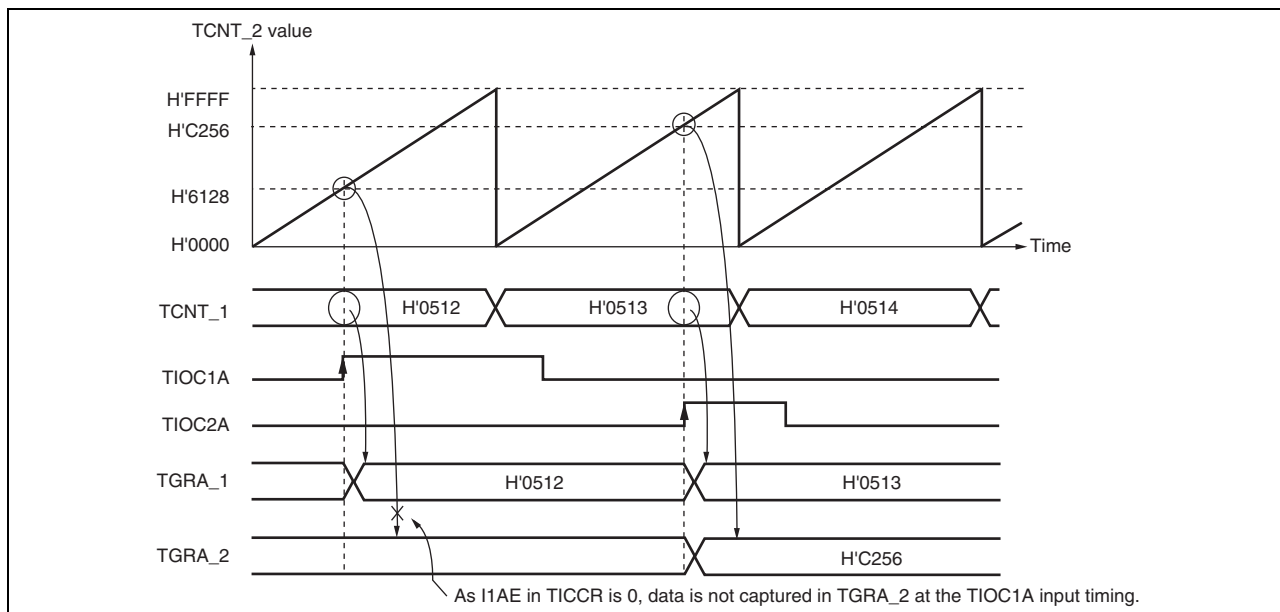 TCNT_2 value
H'FFFF
H'C256
H'6128
H'0000
Time
TCNT_1 H'0512 H'0513 H'0514
TIOC1A
TIOC2A
TGRA_1 H'0512 H'0513
TGRA_2 H'C256
As I1AE in TICCR is 0, data is not captured in TGRA_2 at the TIOC1A input timing.